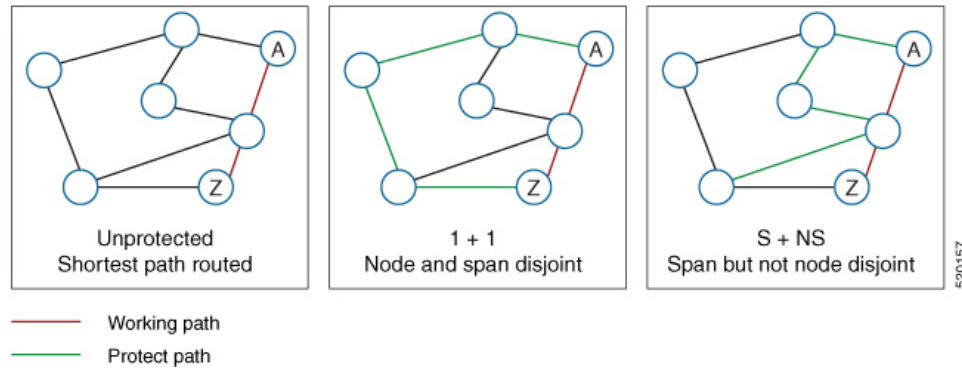 A
Z
Unprotected
Shortest path routed
A
Z
1 + 1
Node and span disjoint
A
Z
S + NS
Span but not node disjoint
520157
Working path
Protect path